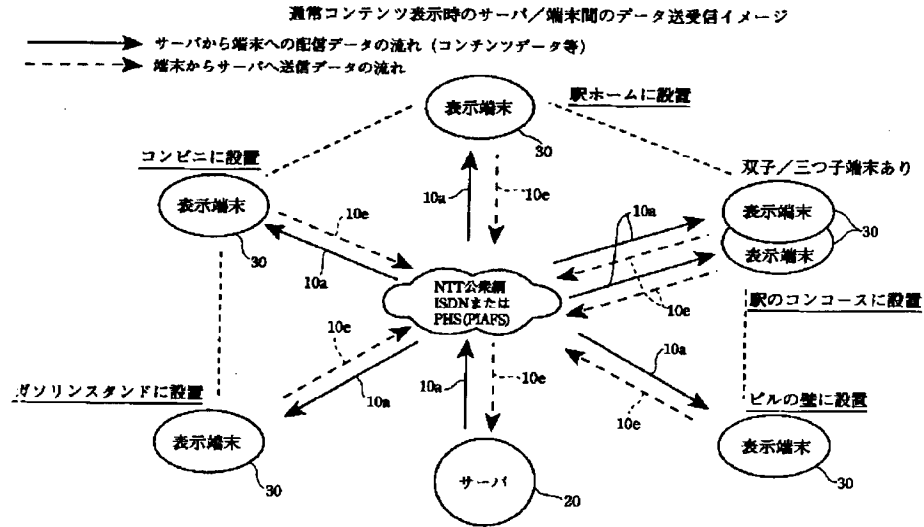 通常コンテンツ表示時のサーバ／端末間のデータ送受信イメージ
サーバから端末への配信データの流れ（コンテンツデータ等）
端末からサーバへ送信データの流れ
駅ホームに設置
表示端末
30
コンビニに設置
双子／三つ子端末あり
表示端末
30
10e
10a
10a
10e
10a
表示端末
表示端末
30
NTT公衆網
ISDNまたは
PHS(PIAFS)
10e
駅のコンコースに設置
10e
10a
10a
10e
10a
10e
ガソリンスタンドに設置
ビルの壁に設置
表示端末
30
サーバ
20
表示端末
30